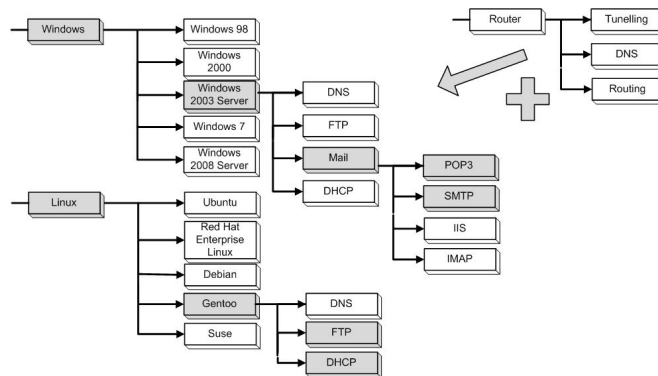 Windows
Windows 98
Windows
2000
Windows
2003 Server
Windows 7
Windows
2008 Server
DNS
FTP
Mail
DHCP
POP3
SMTP
IIS
IMAP
Router
Tunelling
DNS
Routing
Linux
Ubuntu
Red Hat
Enterprise
Linux
Debian
Gentoo
Suse
DNS
FTP
DHCP